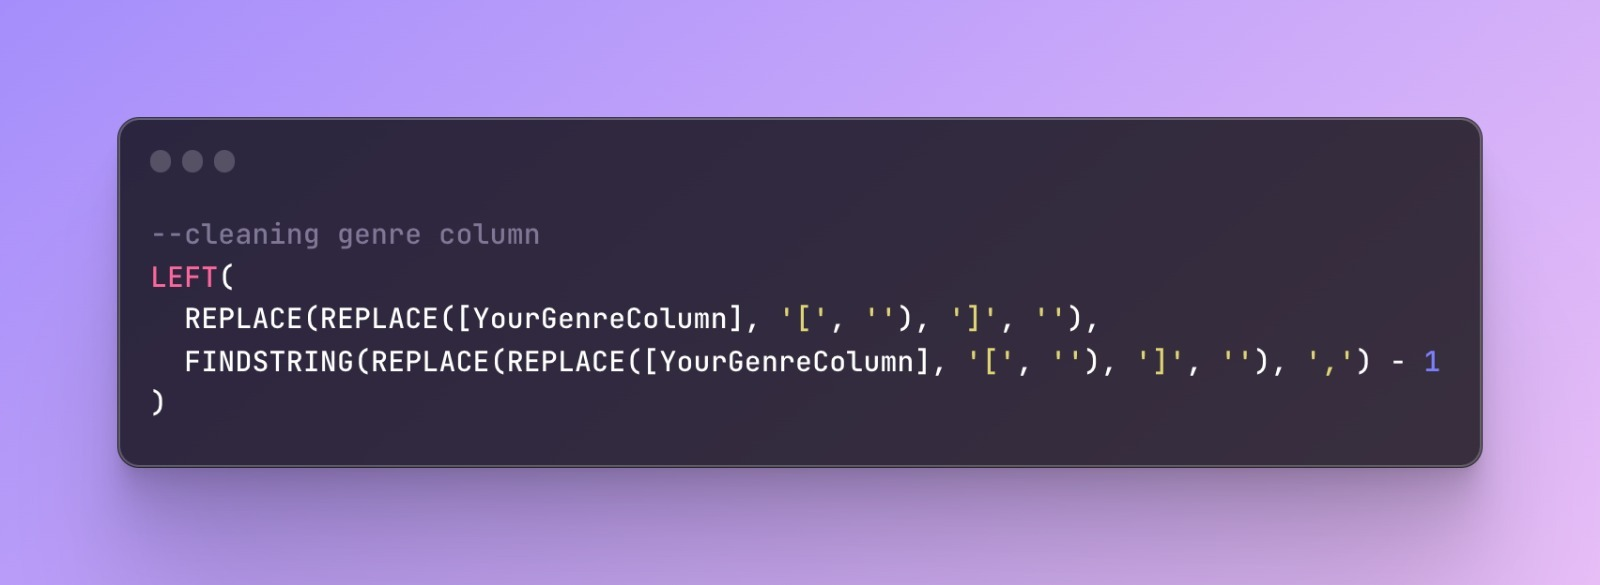 --cleaning genre column
LEFT(
  REPLACE(REPLACE([YourGenreColumn], '[', ''), ']', ''),
  FINDSTRING(REPLACE(REPLACE([YourGenreColumn], '[', ''), ']', ''), ',') - 1
)